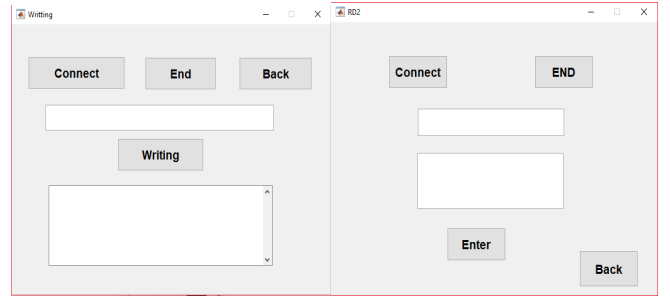 Writting
Connect End Back
Writing
RD2
Connect END
Enter
Back